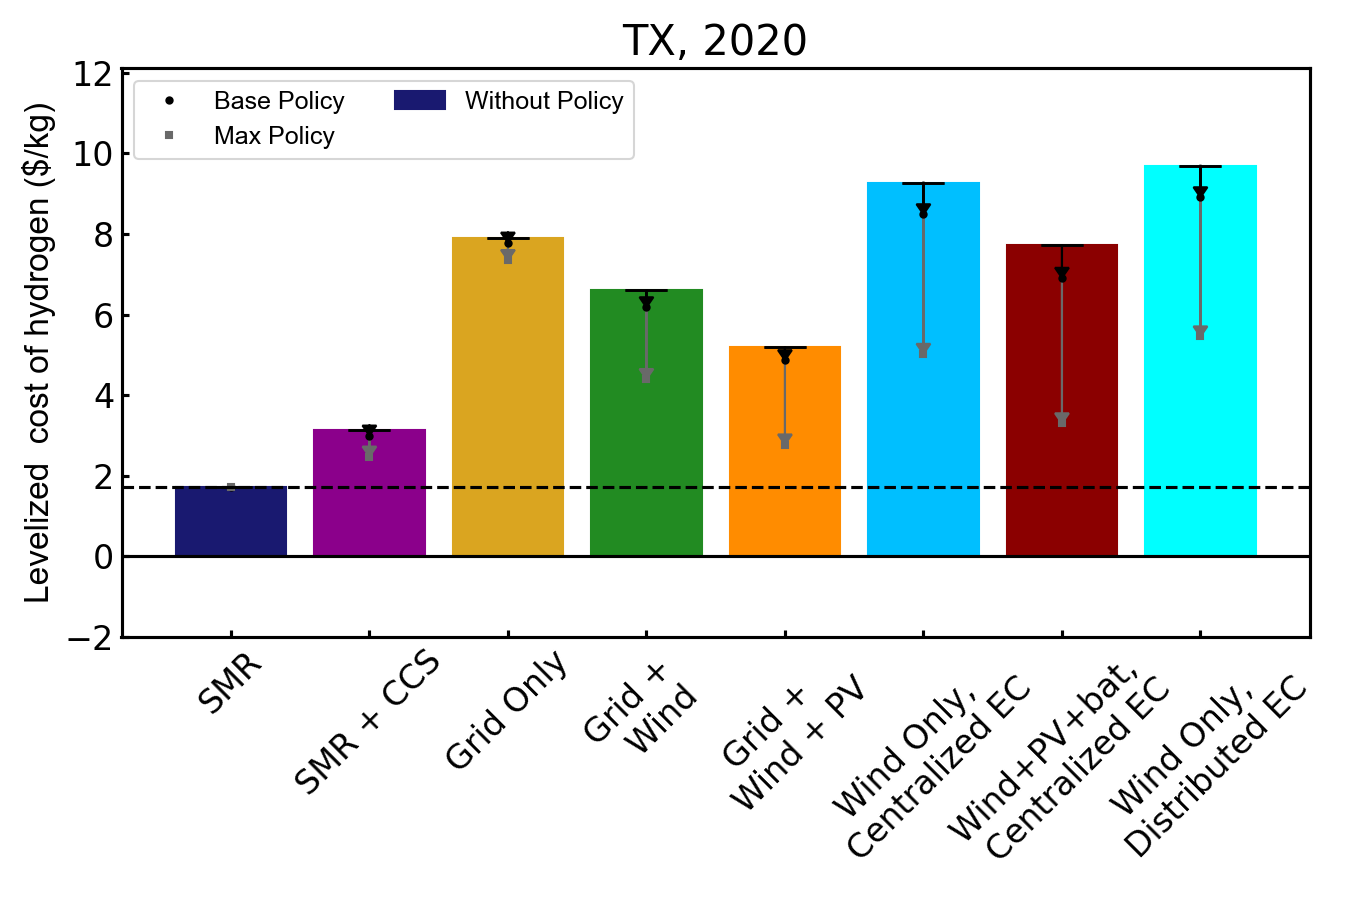 TX, 2020
Base Policy
Max Policy
Without Policy
Levelized cost of hydrogen ($/kg)
12
10
8
6
4
2
0
−2
SMR
SMR + CCS
Grid Only
Grid +
Wind
Grid +
Wind + PV
Wind Only,
Centralized EC
Wind+PV+bat,
Centralized EC
Wind Only,
Distributed EC